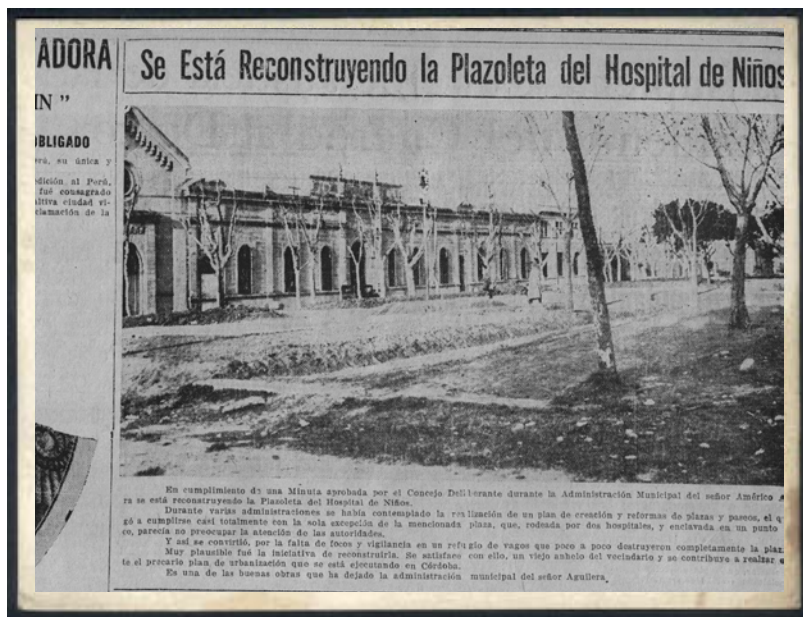 ADORA
IN ”
OBLIGADO
erú, su única y
edición al Perú,
fué consagrado
altiva ciudad vi-
clamación de la
Se Está Reconstruyendo la Plazoleta del Hospital de Niños
En cumplimiento de una Minuta aprobada por el Concejo Deliberante durante la Administración Municipal del señor Américo A
ra se está reconstruyendo la Plazoleta del Hospital de Niños.
Durante varias administraciones se había contemplado la realización de un plan de creación y reformas de plazas y paseos, el q
gó a cumplirse casi totalmente con la sola excepción de la mencionada plaza, que, rodeada por dos hospitales, y enclavada en un punto
co, parecía no preocupar la atención de las autoridades.
Y así se convirtió, por la falta de focos y vigilancia en un refugio de vagos que poco a poco destruyeron completamente la plaz
Muy plausible fué la iniciativa de reconstruirla. Se satisface con ello, un viejo anhelo del vecindario y se contribuye a realzar
te el precario plan de urbanización que se está ejecutando en Córdoba.
Es una de las buenas obras que ha dejado la administración municipal del señor Aguilera.